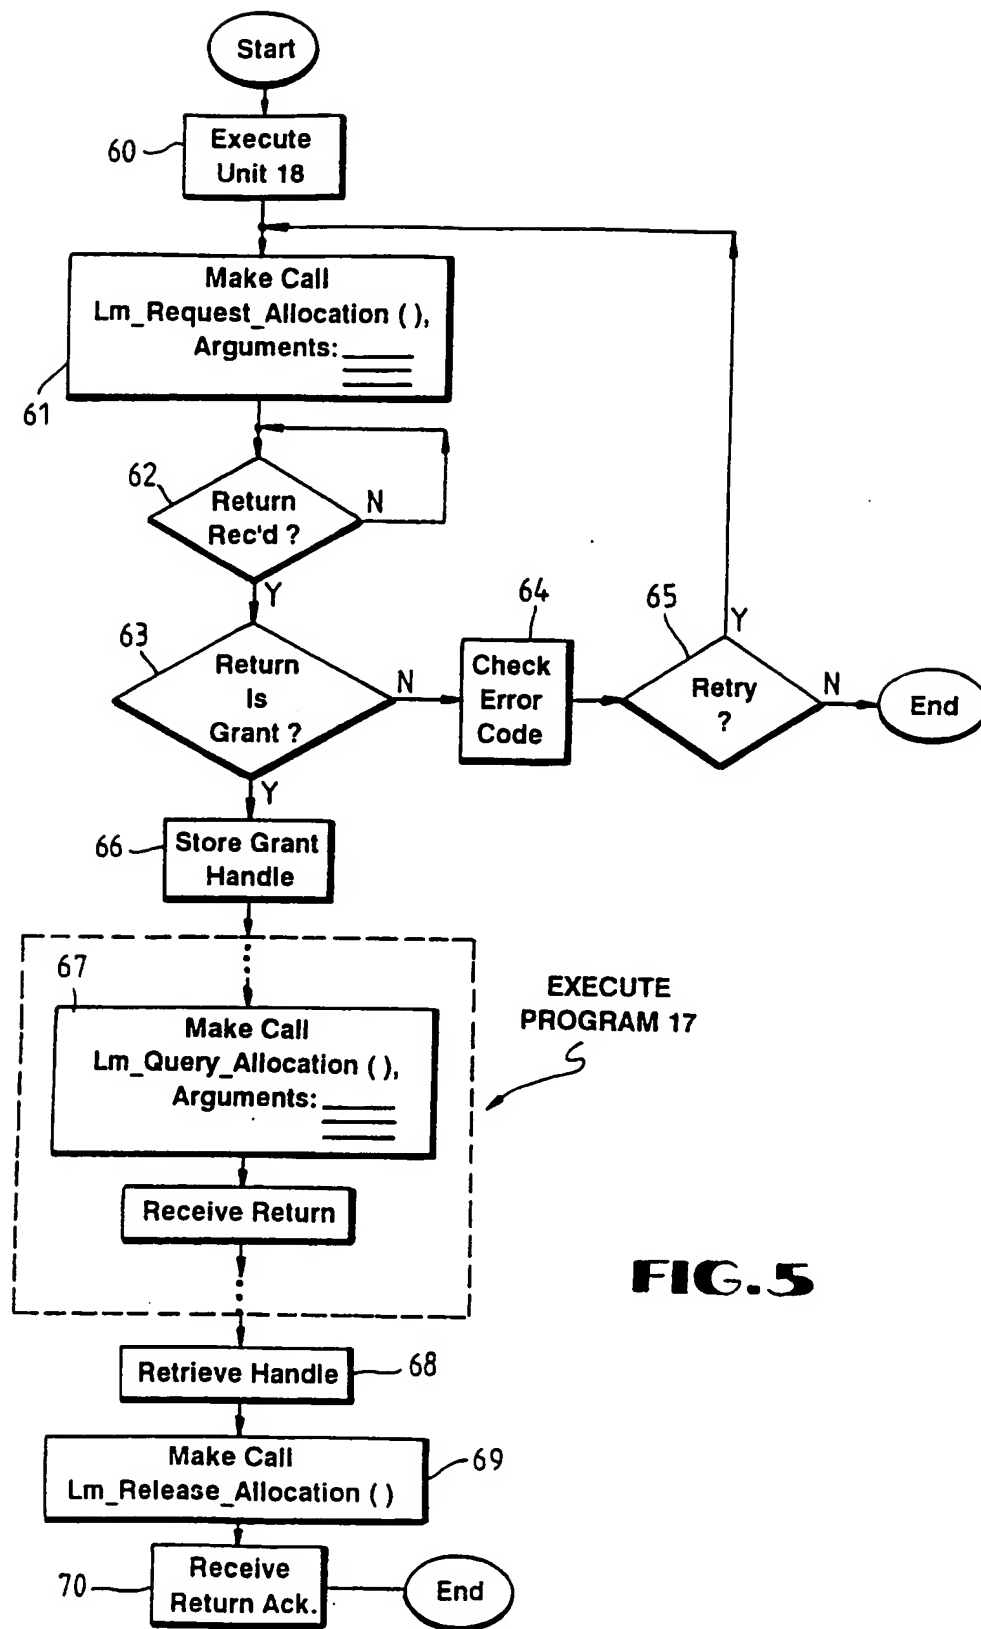 Start
60
Execute
Unit 18
Make Call
Lm_Request_Allocation ( ),
Arguments:
61
62
Return
Rec'd ?
N
Y
63
Return
Is
Grant ?
N
Y
64
Check
Error
Code
65
Retry
?
Y
N
End
66
Store Grant
Handle
67
Make Call
Lm_Query_Allocation ( ),
Arguments:
Receive Return
EXECUTE
PROGRAM 17
FIG.5
Retrieve Handle
68
Make Call
Lm_Release_Allocation ( )
69
70
Receive
Return Ack.
End